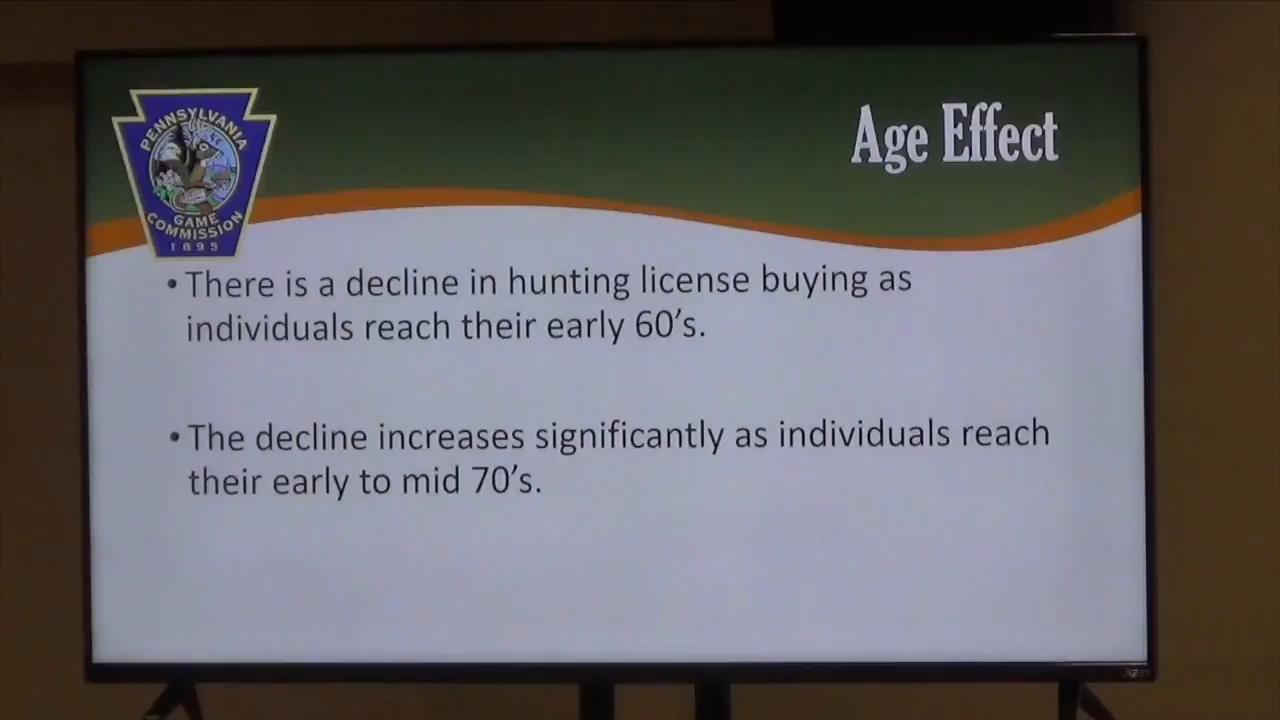 PENNSYLVANIA
GAME
COMMISSION
1895
Age Effect
• There is a decline in hunting license buying as
individuals reach their early 60's.
• The decline increases significantly as individuals reach
their early to mid 70's.